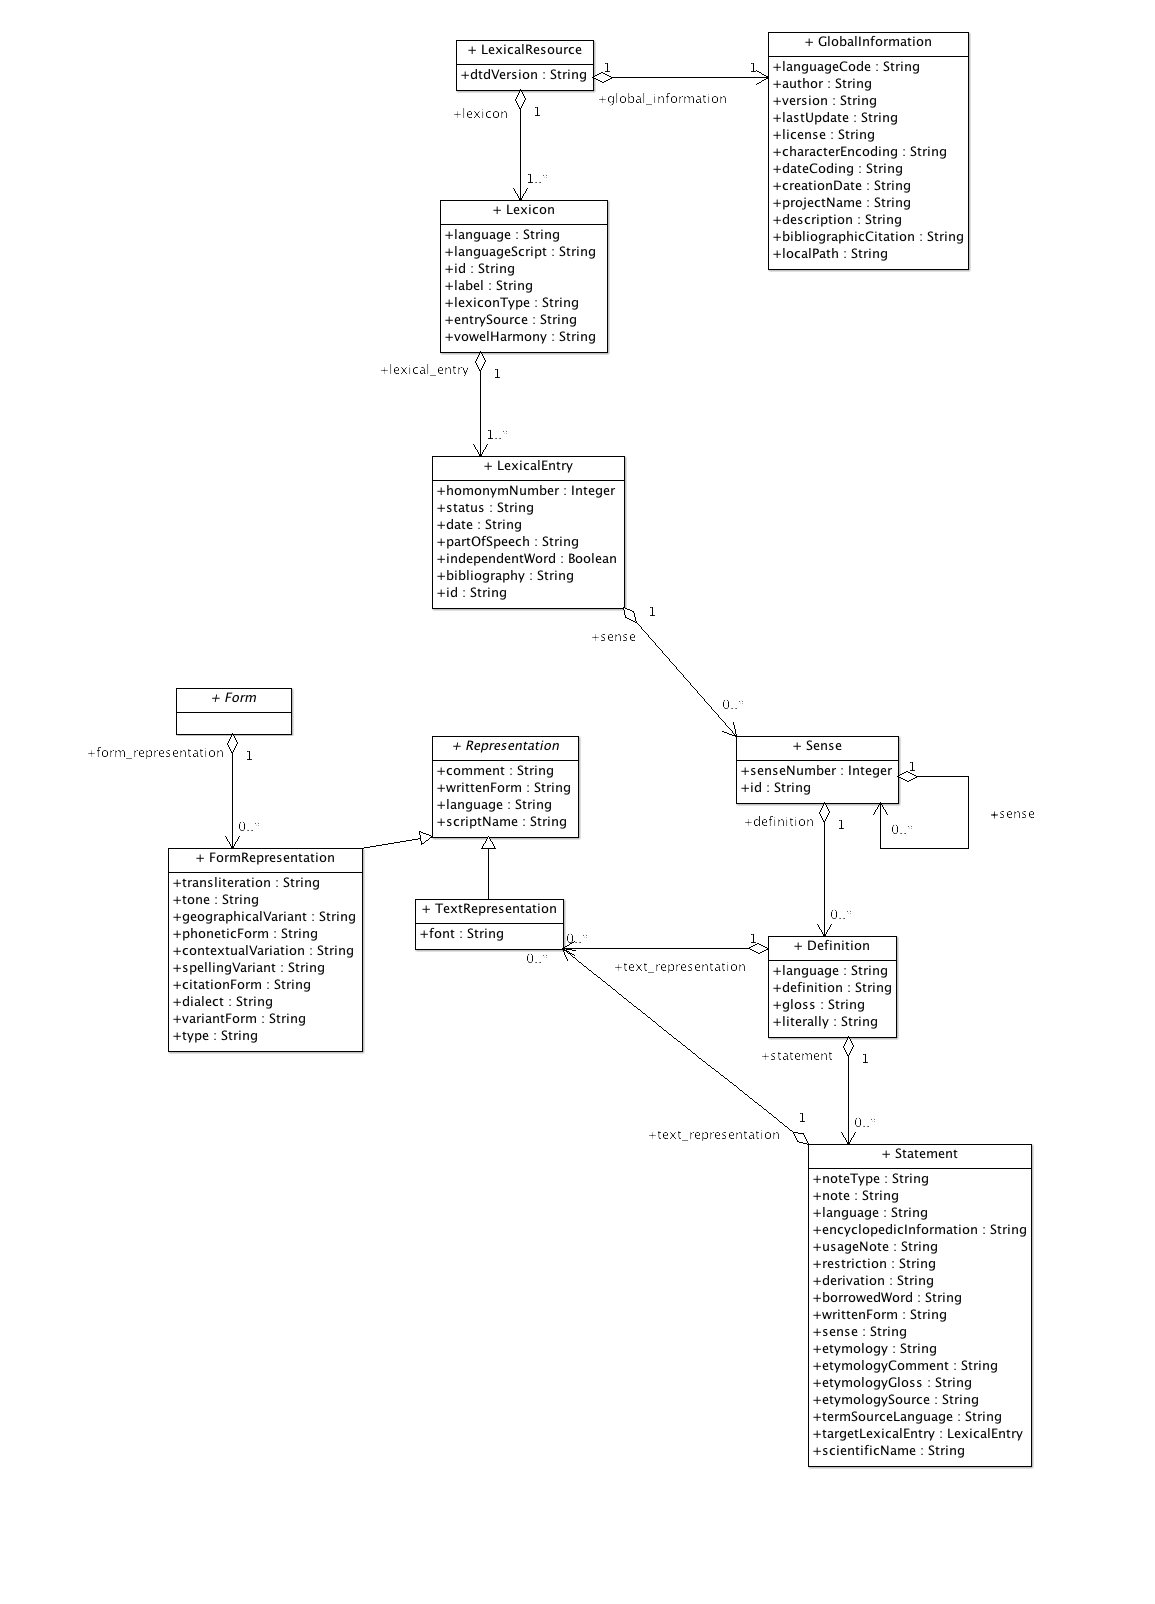 + LexicalResource
+dtdVersion : String
1
1
+global_information
+ GlobalInformation
+languageCode : String
+author : String
+version : String
+lastUpdate : String
+license : String
+characterEncoding : String
+dateCoding : String
+creationDate : String
+projectName : String
+description : String
+bibliographicCitation : String
+localPath : String
+lexicon
1
1..*
+ Lexicon
+language : String
+languageScript : String
+id : String
+label : String
+lexiconType : String
+entrySource : String
+vowelHarmony : String
+lexical_entry
1
1..*
+ LexicalEntry
+homonymNumber : Integer
+status : String
+date : String
+partOfSpeech : String
+independentWord : Boolean
+bibliography : String
+id : String
1
+sense
0..*
+ Form
+form_representation
1
0..*
+ Representation
+comment : String
+writtenForm : String
+language : String
+scriptName : String
+ Sense
+senseNumber : Integer
+id : String
1
+sense
0..*
+definition
1
0..*
+ FormRepresentation
+transliteration : String
+tone : String
+geographicalVariant : String
+phoneticForm : String
+contextualVariation : String
+spellingVariant : String
+citationForm : String
+dialect : String
+variantForm : String
+type : String
+ TextRepresentation
+font : String
0..*
1
0..*
+text_representation
+ Definition
+language : String
+definition : String
+gloss : String
+literally : String
+statement
1
0..*
1
+text_representation
+ Statement
+noteType : String
+note : String
+language : String
+encyclopedicInformation : String
+usageNote : String
+restriction : String
+derivation : String
+borrowedWord : String
+writtenForm : String
+sense : String
+etymology : String
+etymologyComment : String
+etymologyGloss : String
+etymologySource : String
+termSourceLanguage : String
+targetLexicalEntry : LexicalEntry
+scientificName : String